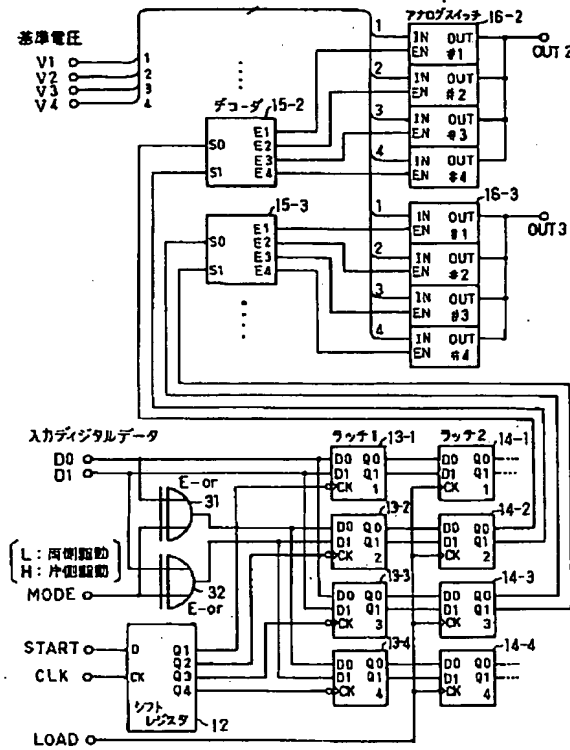 アナログスイッチ 16-2
基準電圧
V1 1
V2 2
V3 3
V4 4
1 IN OUT
EN #1
OUT 2
2 IN OUT
EN #2
3 IN OUT
EN #3
4 IN OUT
EN #4
デコーダ 15-2
S0 E1
E2
S1 E3
E4
15-3
S0 E1
E2
S1 E3
E4
16-3
1 IN OUT
EN #1
OUT3
2 IN OUT
EN #2
3 IN OUT
EN #3
4 IN OUT
EN #4
入力ディジタルデータ
D0
D1
E-or
31
[L:両側駆動
H:片側駆動]
MODE
32
E-or
START
CLK
D Q1
CK Q2
Q3
Q4
シフト
レジスタ
12
LOAD
ラッチ1 13-1
D0 Q0
D1 Q1
CK 1
ラッチ2 14-1
D0 Q0
D1 Q1
CK 1
13-2
D0 Q0
D1 Q1
CK 2
14-2
D0 Q0
D1 Q1
CK 2
13-3
D0 Q0
D1 Q1
CK 3
14-3
D0 Q0
D1 Q1
CK 3
13-4
D0 Q0
D1 Q1
CK 4
14-4
D0 Q0
D1 Q1
CK 4